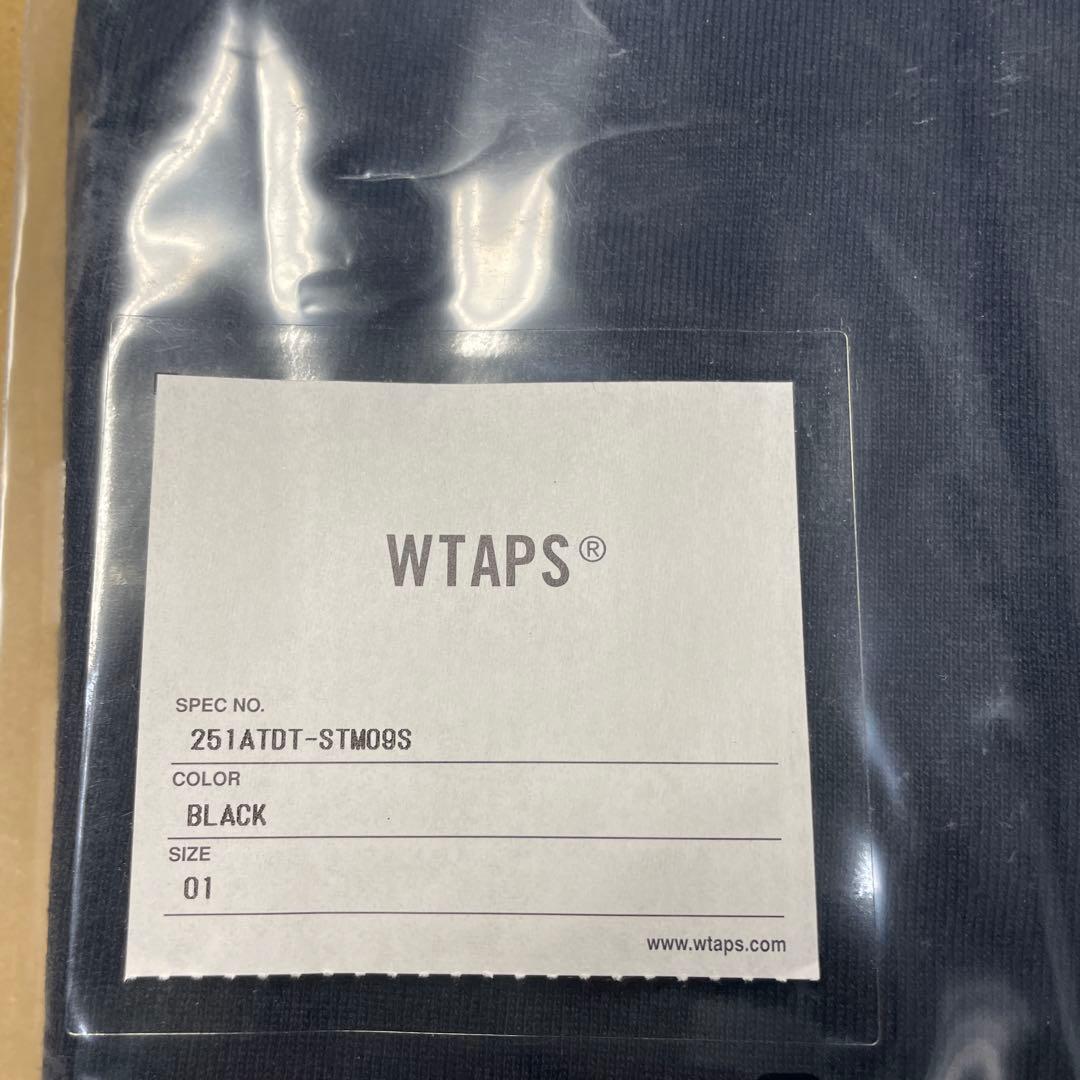 WTAPS®
SPEC NO.
251ATDT-STM09S
COLOR
BLACK
SIZE
01
www.wtaps.com